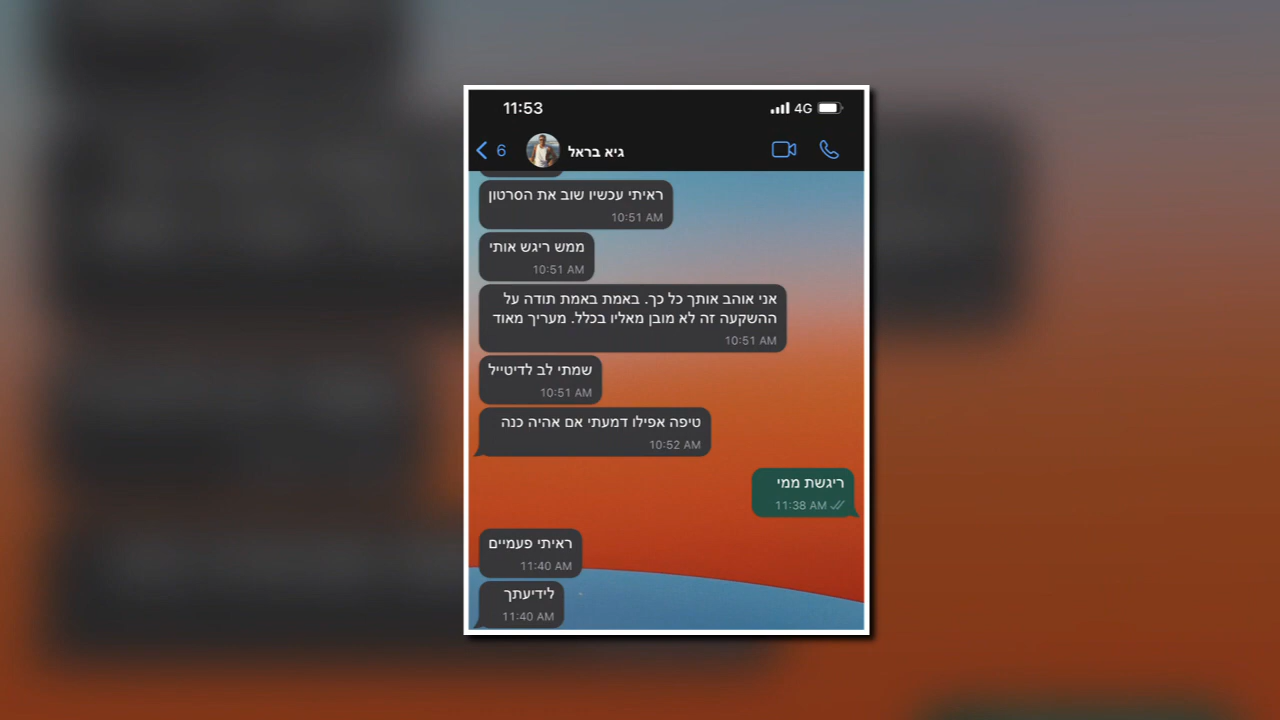 11:53
4G
6
גיא בראל
ראיתי עכשיו שוב את הסרטון
10:51 AM
ממש ריגש אותי
10:51 AM
אני אוהב אותך כל כך. באמת באמת תודה על
ההשקעה זה לא מובן מאליו בכלל. מעריך מאוד
10:51 AM
שמתי לב לדיטייל
10:51 AM
טיפה אפילו דמעתי אם אהיה כנה
10:52 AM
ריגשת ממי
11:38 AM
ראיתי פעמיים
11:40 AM
לידיעתך
11:40 AM